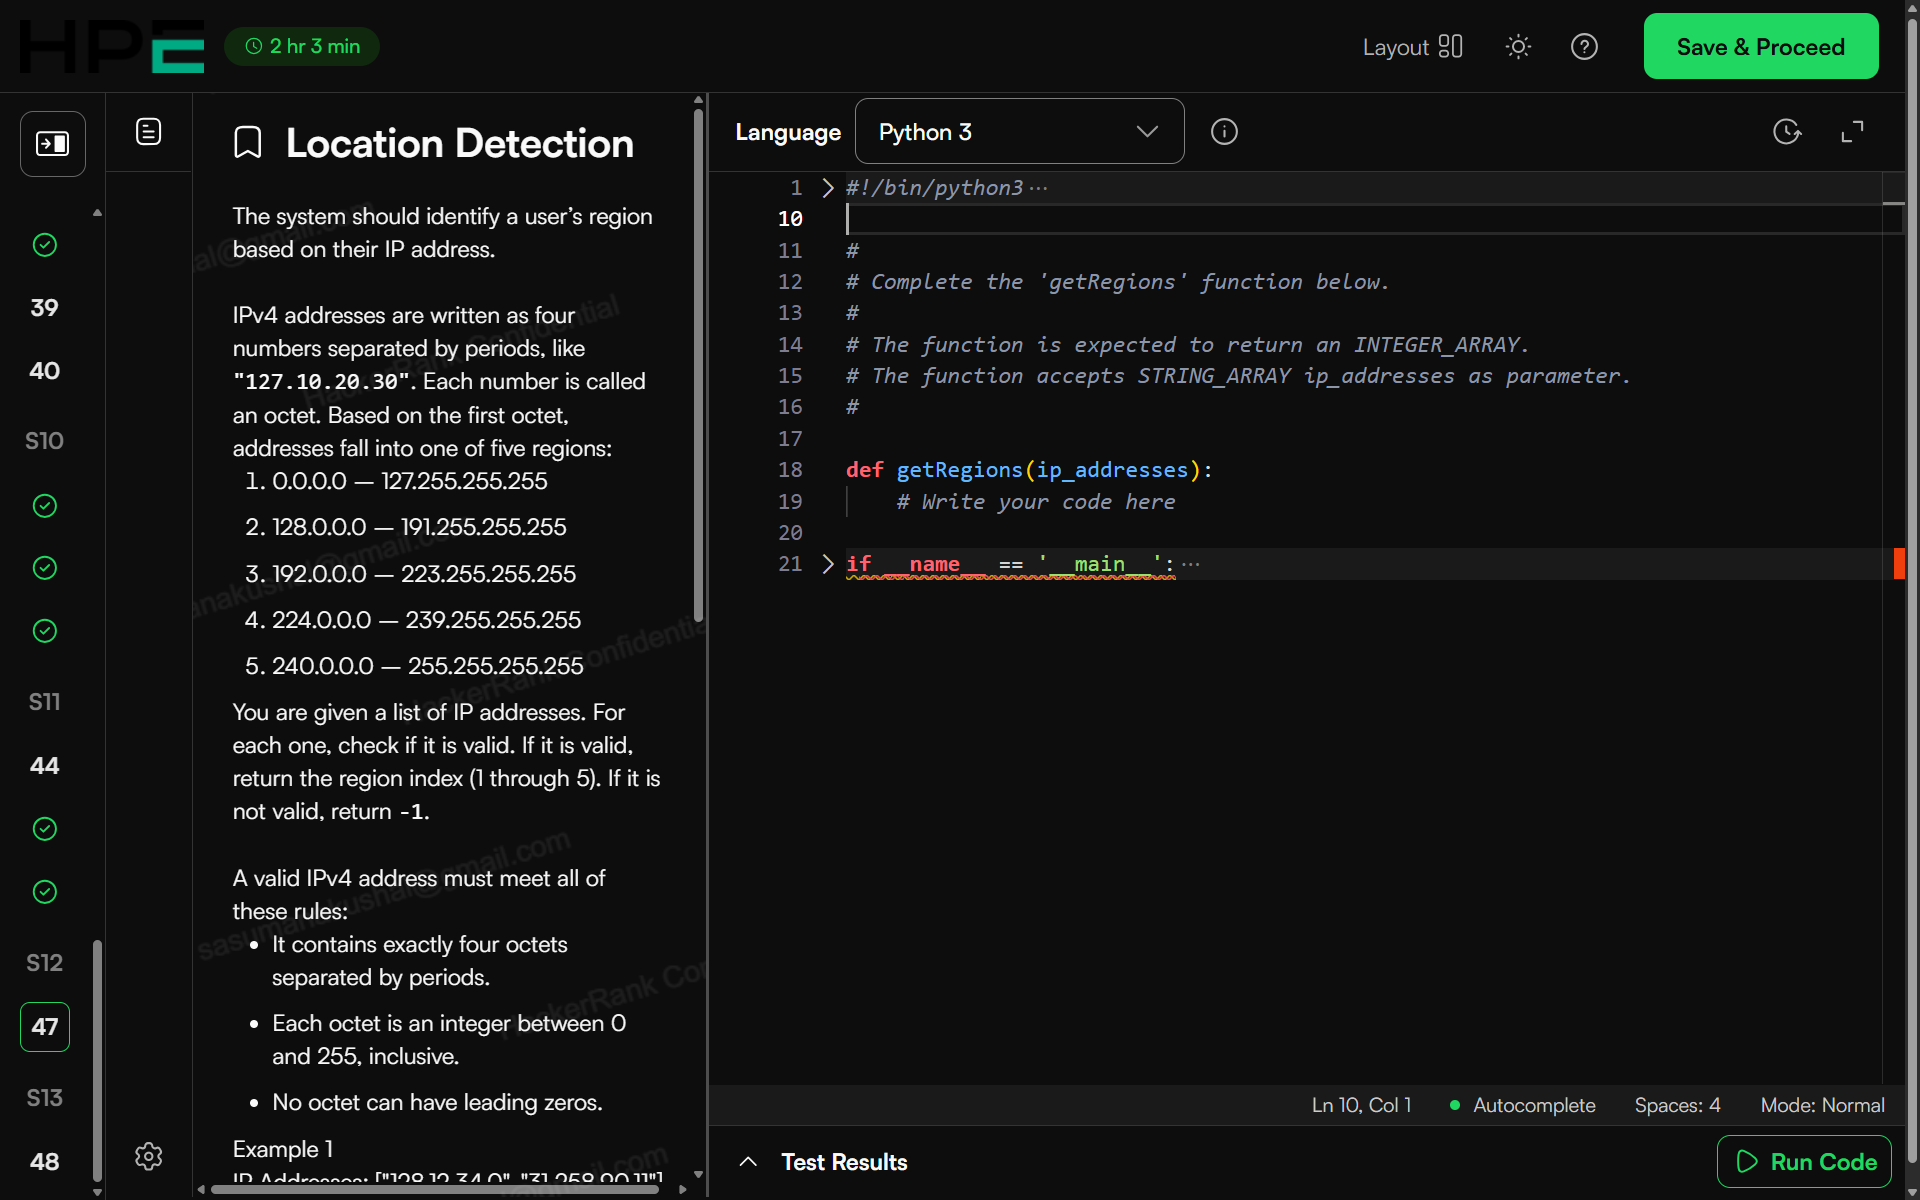 HPE
2 hr 3 min
Layout
Save & Proceed
Location Detection
The system should identify a user’s region
based on their IP address.
IPv4 addresses are written as four
numbers separated by periods, like
"127.10.20.30". Each number is called
an octet. Based on the first octet,
addresses fall into one of five regions:
1. 0.0.0.0 — 127.255.255.255
2. 128.0.0.0 — 191.255.255.255
3. 192.0.0.0 — 223.255.255.255
4. 224.0.0.0 — 239.255.255.255
5. 240.0.0.0 — 255.255.255.255
You are given a list of IP addresses. For
each one, check if it is valid. If it is valid,
return the region index (1 through 5). If it is
not valid, return -1.
A valid IPv4 address must meet all of
these rules:
• It contains exactly four octets
separated by periods.
• Each octet is an integer between 0
and 255, inclusive.
• No octet can have leading zeros.
Example 1
IP Addresses: ["128.12.34.0", "31.258.90.11"]
39
40
S10
S11
44
S12
47
S13
48
Language
Python 3
1 #!/bin/python3 ···
10
11 #
12 # Complete the 'getRegions' function below.
13 #
14 # The function is expected to return an INTEGER_ARRAY.
15 # The function accepts STRING_ARRAY ip_addresses as parameter.
16 #
17
18 def getRegions(ip_addresses):
19     # Write your code here
20
21 if __name__ == '__main__': ···
Ln 10, Col 1
Autocomplete
Spaces: 4
Mode: Normal
Test Results
Run Code